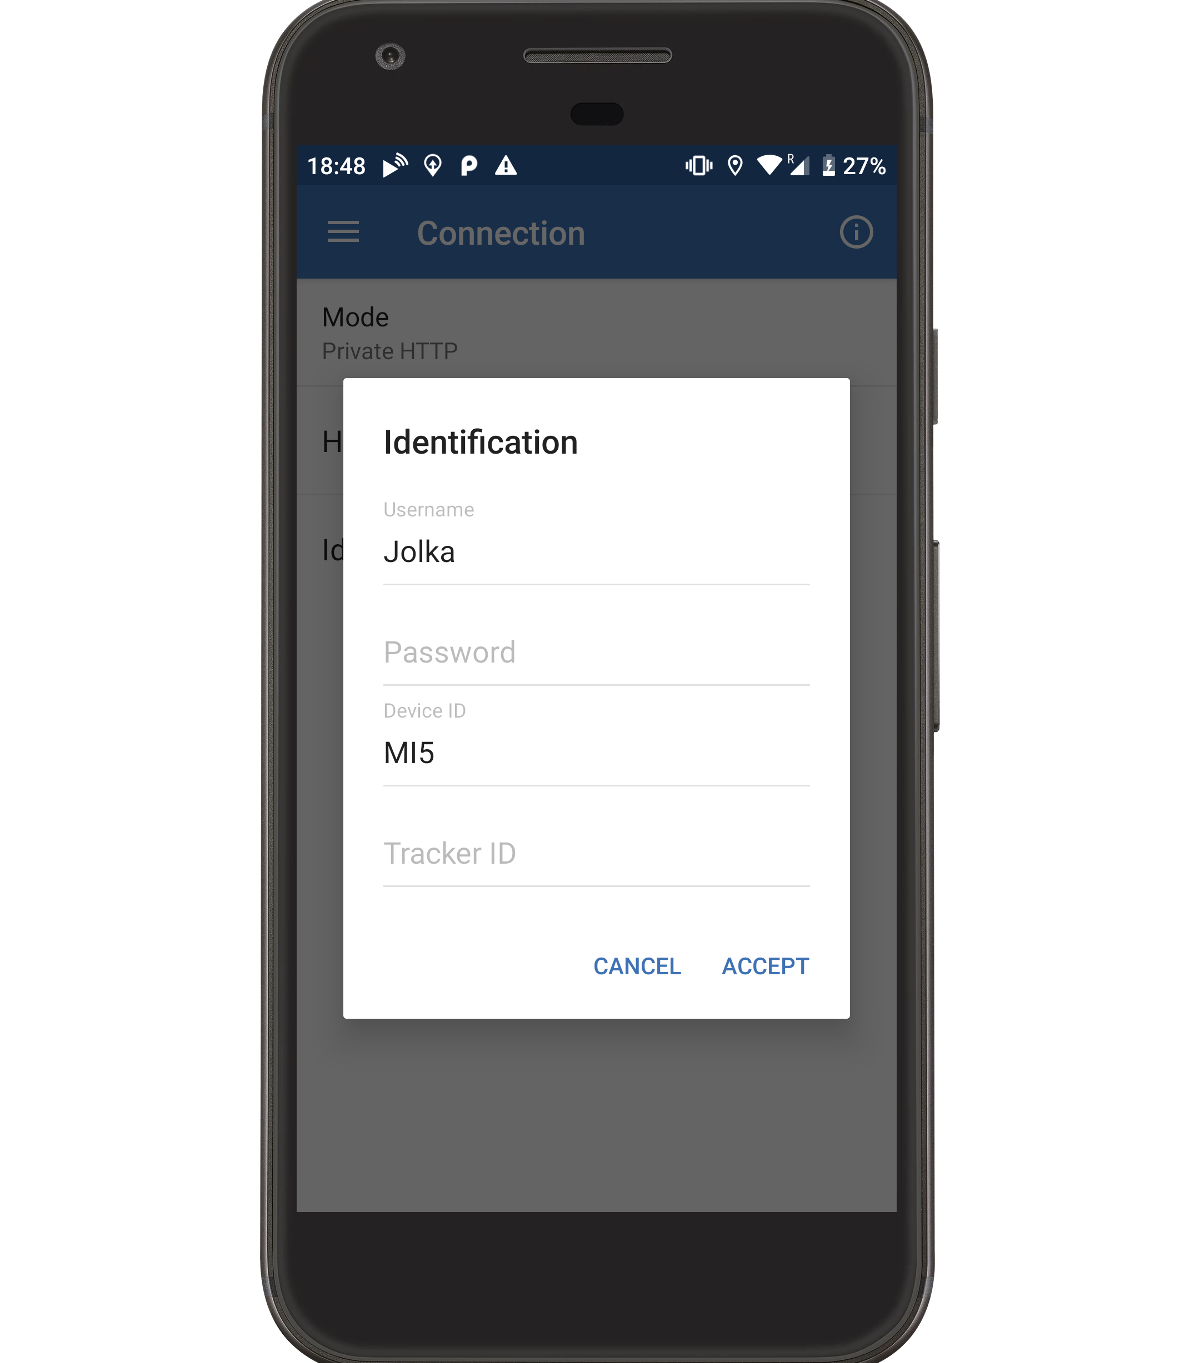 18:48 R 27%
Connection
Mode
Private HTTP
H
Identification
Username
Jolka
Id
Password
Device ID
MI5
Tracker ID
CANCEL ACCEPT